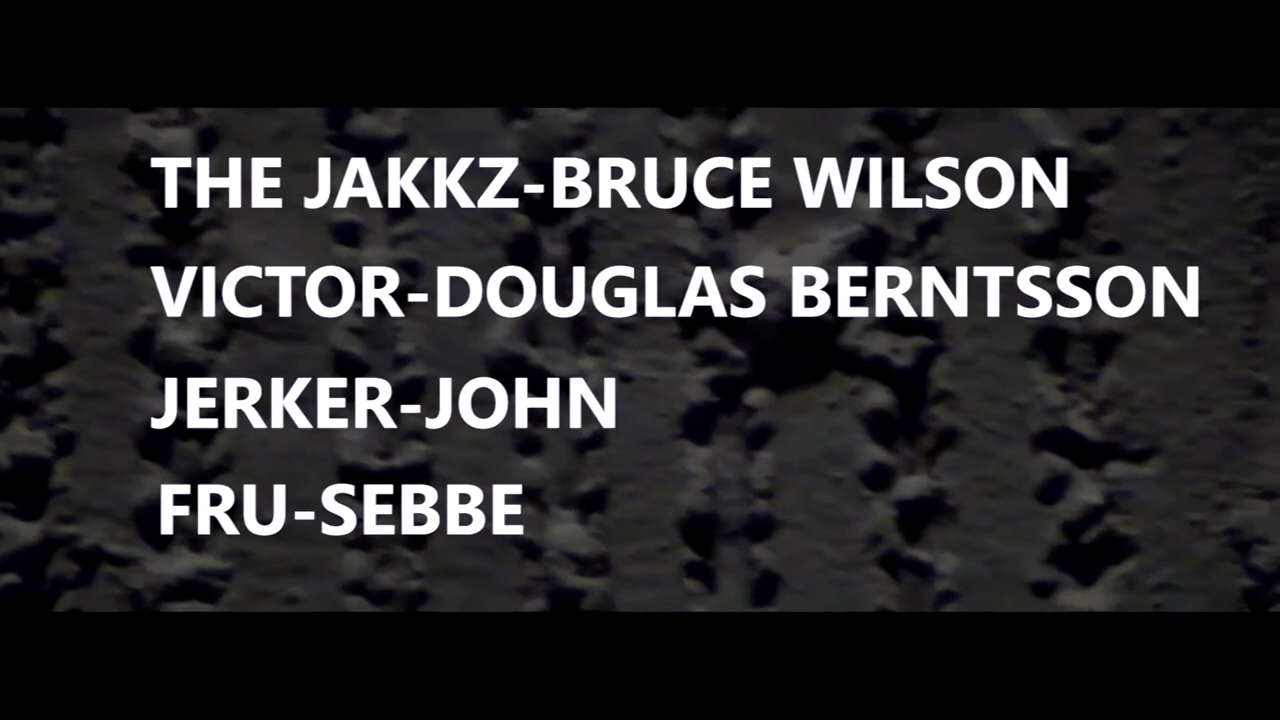 THE JAKKZ-BRUCE WILSON
VICTOR-DOUGLAS BERNTSSON
JERKER-JOHN
FRU-SEBBE